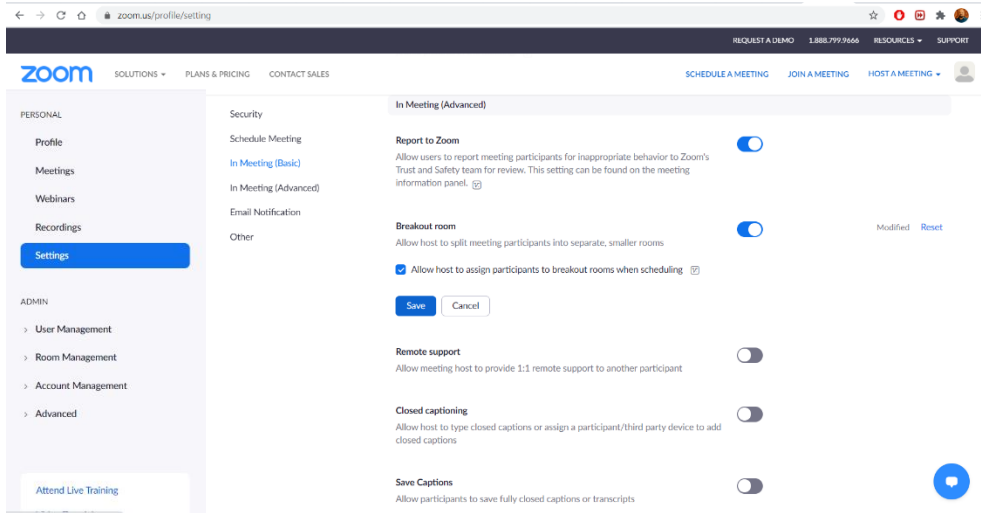 zoom.us/profile/setting
REQUEST A DEMO 1.888.799.9666 RESOURCES SUPPORT
zoom SOLUTIONS PLANS & PRICING CONTACT SALES SCHEDULE A MEETING JOIN A MEETING HOST A MEETING
PERSONAL
Profile
Meetings
Webinars
Recordings
Settings
ADMIN
User Management
Room Management
Account Management
Advanced
Attend Live Training
Security
Schedule Meeting
In Meeting (Basic)
In Meeting (Advanced)
Email Notification
Other
In Meeting (Advanced)
Report to Zoom
Allow users to report meeting participants for inappropriate behavior to Zoom's
Trust and Safety team for review. This setting can be found on the meeting
information panel.
Breakout room
Allow host to split meeting participants into separate, smaller rooms
Modified Reset
Allow host to assign participants to breakout rooms when scheduling
Save Cancel
Remote support
Allow meeting host to provide 1:1 remote support to another participant
Closed captioning
Allow host to type closed captions or assign a participant/third party device to add
closed captions
Save Captions
Allow participants to save fully closed captions or transcripts